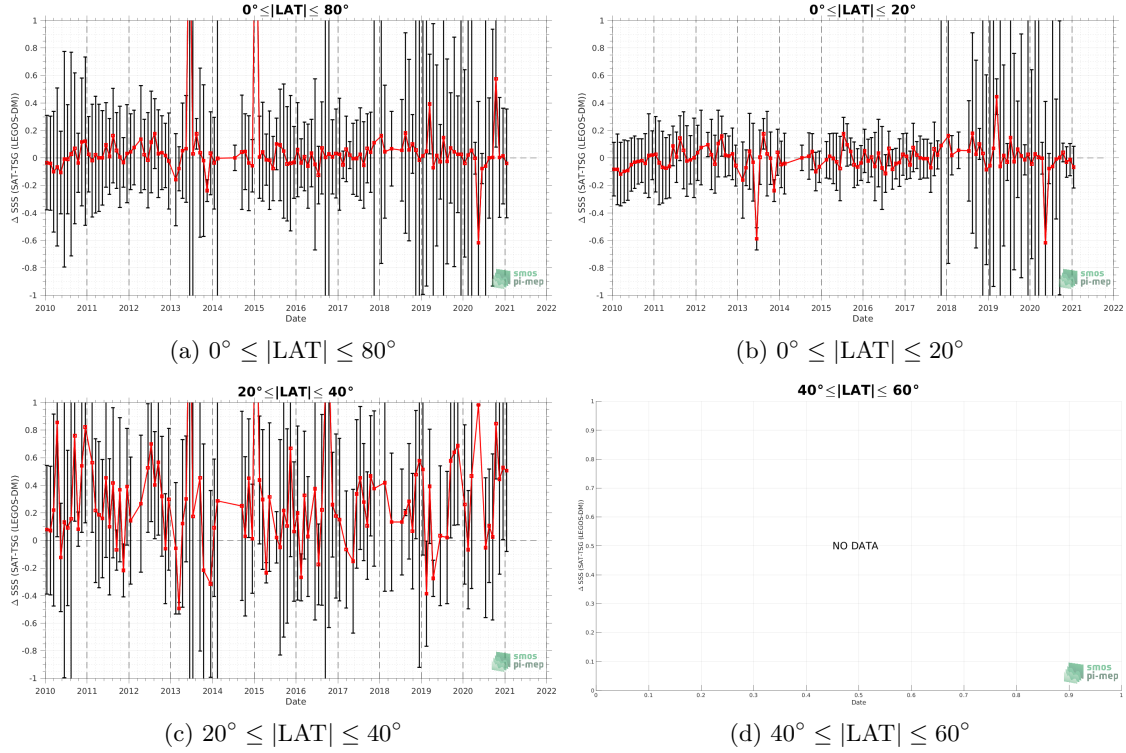 0°≤|LAT|≤ 80°
Δ SSS (SAT-TSG (LEGOS-DM))
1
0.8
0.6
0.4
0.2
0
-0.2
-0.4
-0.6
-0.8
-1
2010 2011 2012 2013 2014 2015 2016 2017 2018 2019 2020 2021 2022
Date
smos
pi-mep
(a) 0° ≤ |LAT| ≤ 80°
0°≤|LAT|≤ 20°
Δ SSS (SAT-TSG (LEGOS-DM))
1
0.8
0.6
0.4
0.2
0
-0.2
-0.4
-0.6
-0.8
-1
2010 2011 2012 2013 2014 2015 2016 2017 2018 2019 2020 2021 2022
Date
smos
pi-mep
(b) 0° ≤ |LAT| ≤ 20°
20°≤|LAT|≤ 40°
Δ SSS (SAT-TSG (LEGOS-DM))
1
0.8
0.6
0.4
0.2
0
-0.2
-0.4
-0.6
-0.8
-1
2010 2011 2012 2013 2014 2015 2016 2017 2018 2019 2020 2021 2022
Date
smos
pi-mep
(c) 20° ≤ |LAT| ≤ 40°
40°≤|LAT|≤ 60°
Δ SSS (SAT-TSG (LEGOS-DM))
1
0.9
0.8
0.7
0.6
0.5
0.4
0.3
0.2
0.1
0
NO DATA
0 0.1 0.2 0.3 0.4 0.5 0.6 0.7 0.8 0.9 1
Date
smos
pi-mep
(d) 40° ≤ |LAT| ≤ 60°